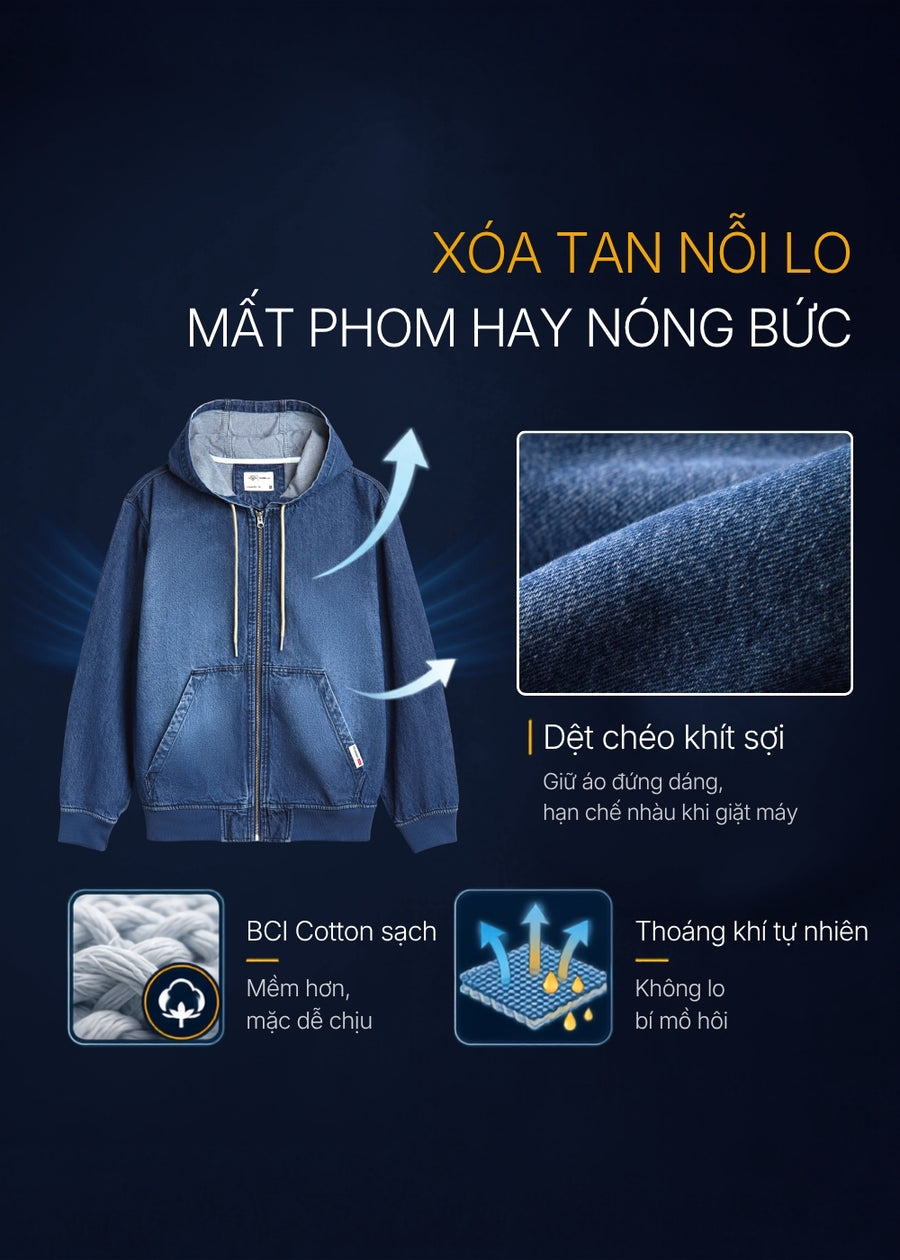 XÓA TAN NỖI LO
MẤT PHOM HAY NÓNG BỨC
Dệt chéo khít sợi
Giữ áo đứng dáng,
hạn chế nhàu khi giặt máy
BCI Cotton sạch
Mềm hơn,
mặc dễ chịu
Thoáng khí tự nhiên
Không lo
bí mồ hôi